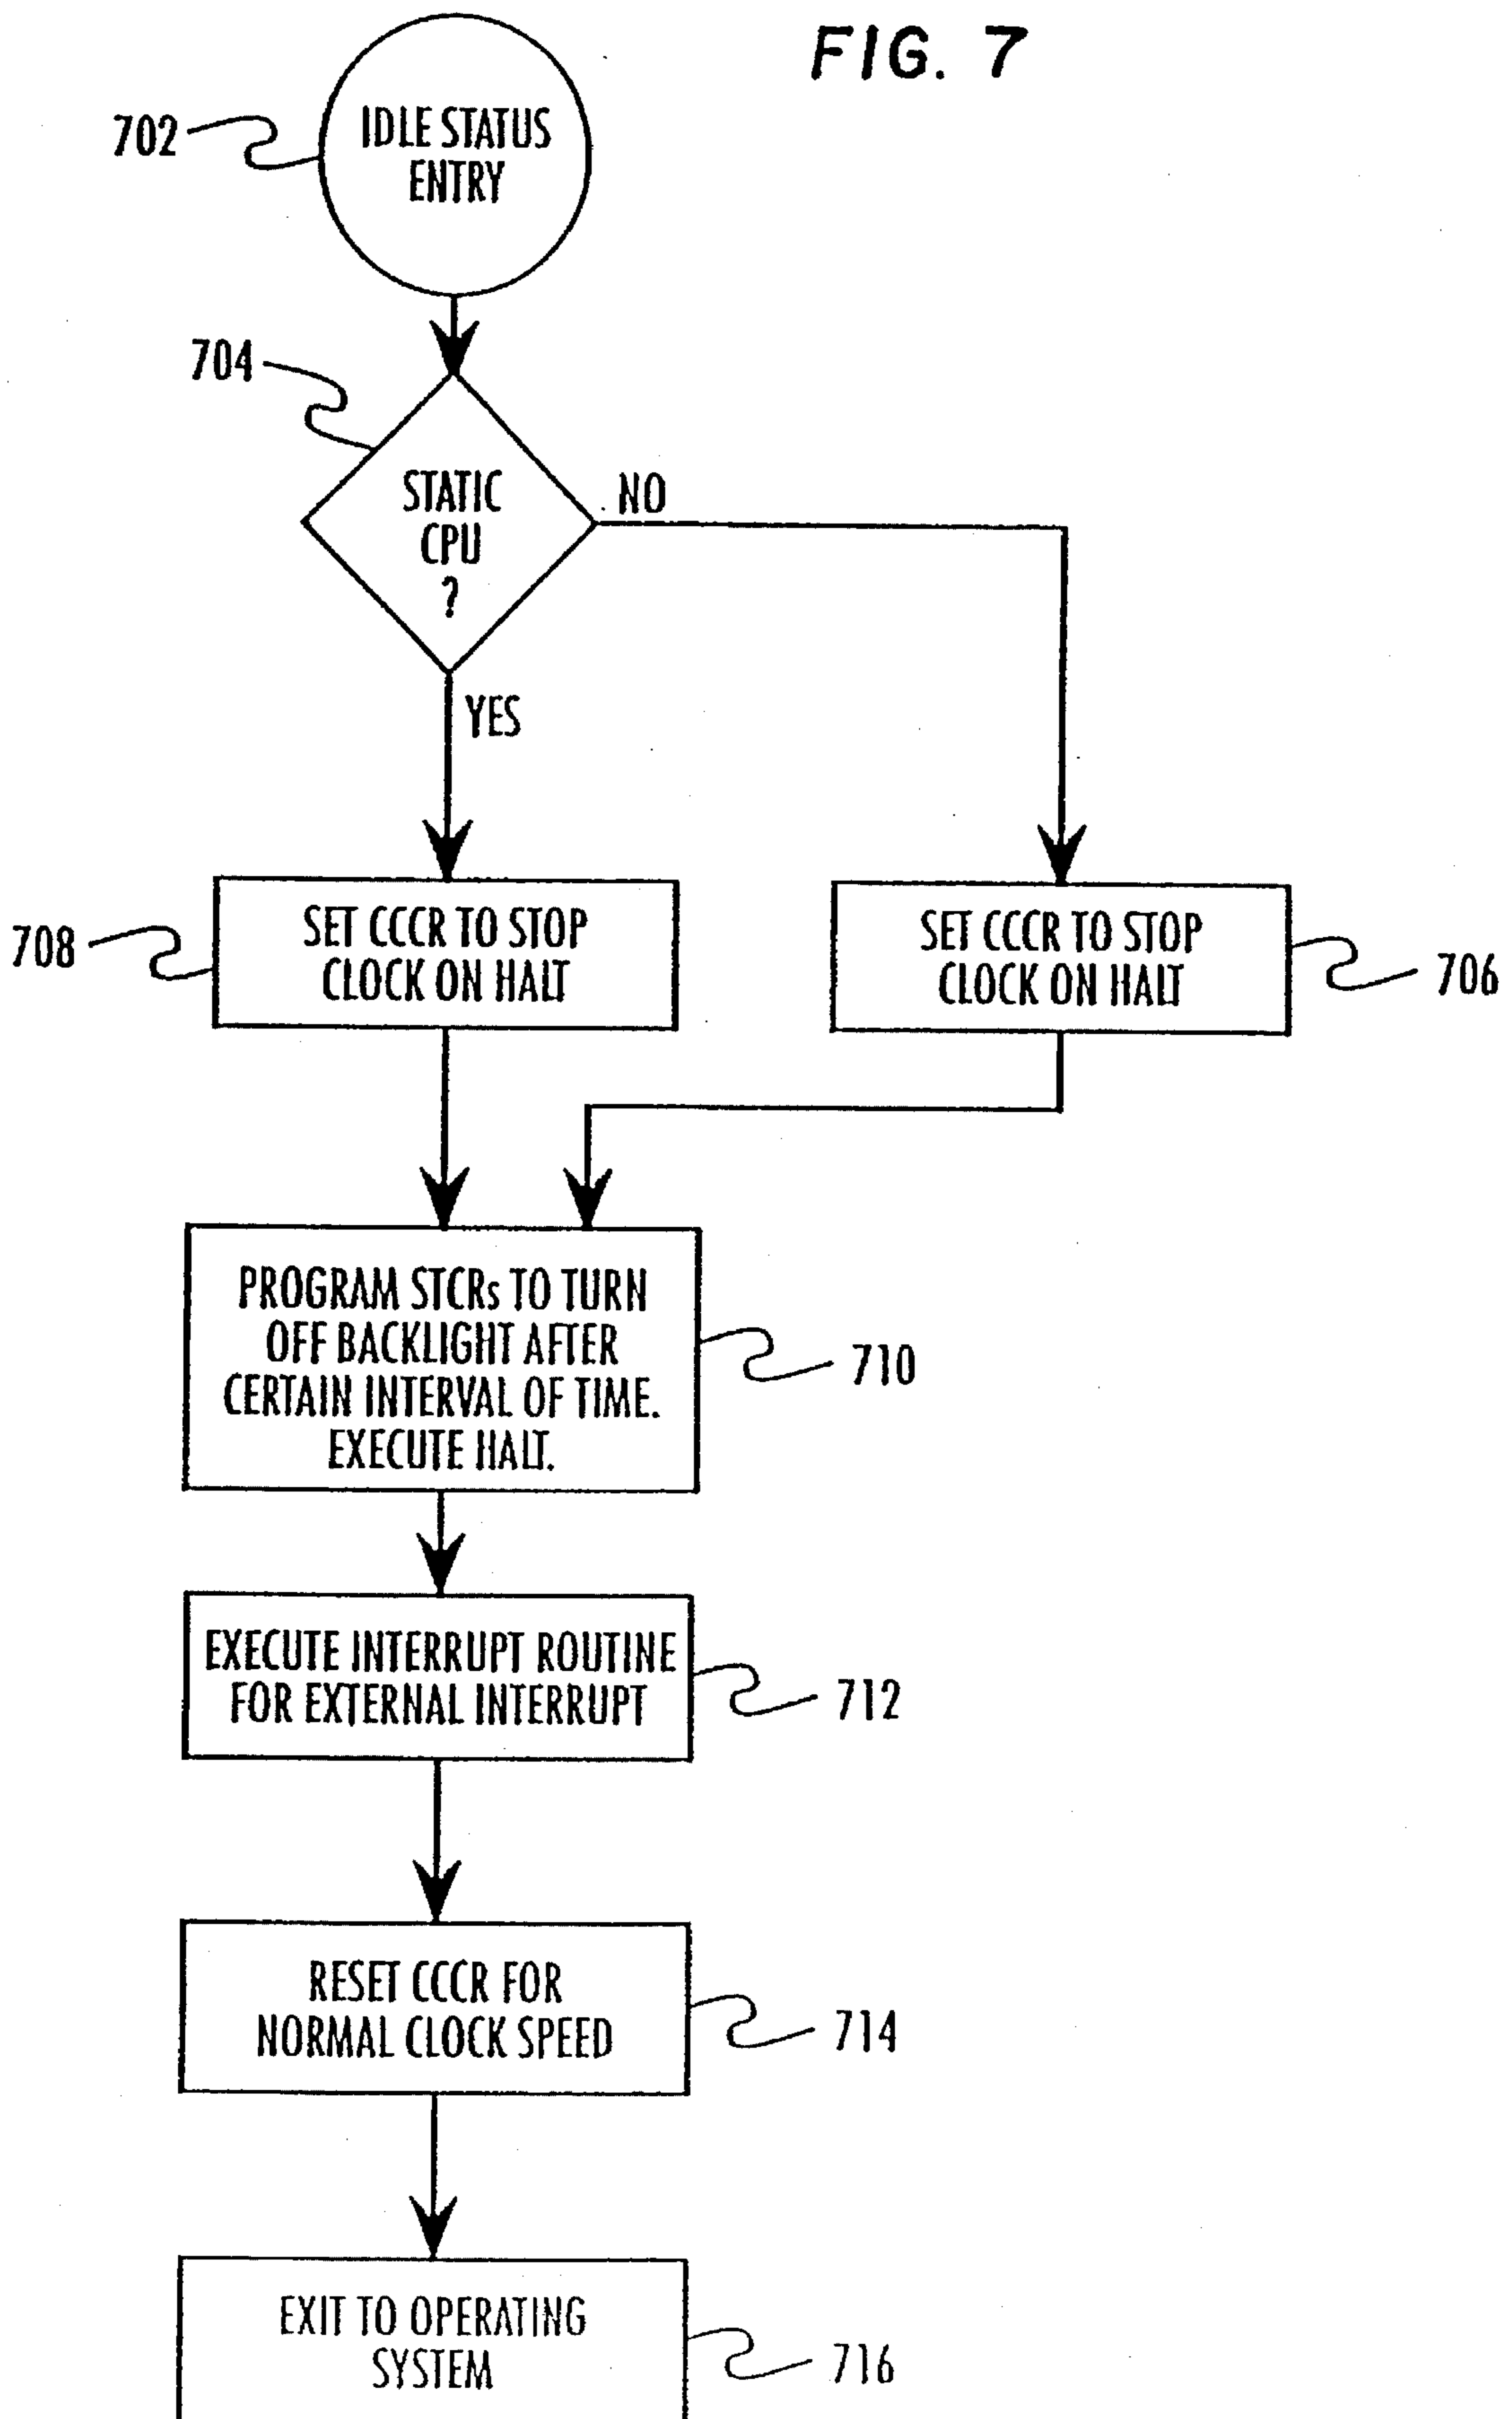 FIG. 7
702
IDLE STATUS
ENTRY
704
STATIC
CPU
?
NO
YES
708
SET CCCR TO STOP
CLOCK ON HALT
SET CCCR TO STOP
CLOCK ON HALT
706
PROGRAM STCRs TO TURN
OFF BACKLIGHT AFTER
CERTAIN INTERVAL OF TIME.
EXECUTE HALT.
710
EXECUTE INTERRUPT ROUTINE
FOR EXTERNAL INTERRUPT
712
RESET CCCR FOR
NORMAL CLOCK SPEED
714
EXIT TO OPERATING
SYSTEM
716